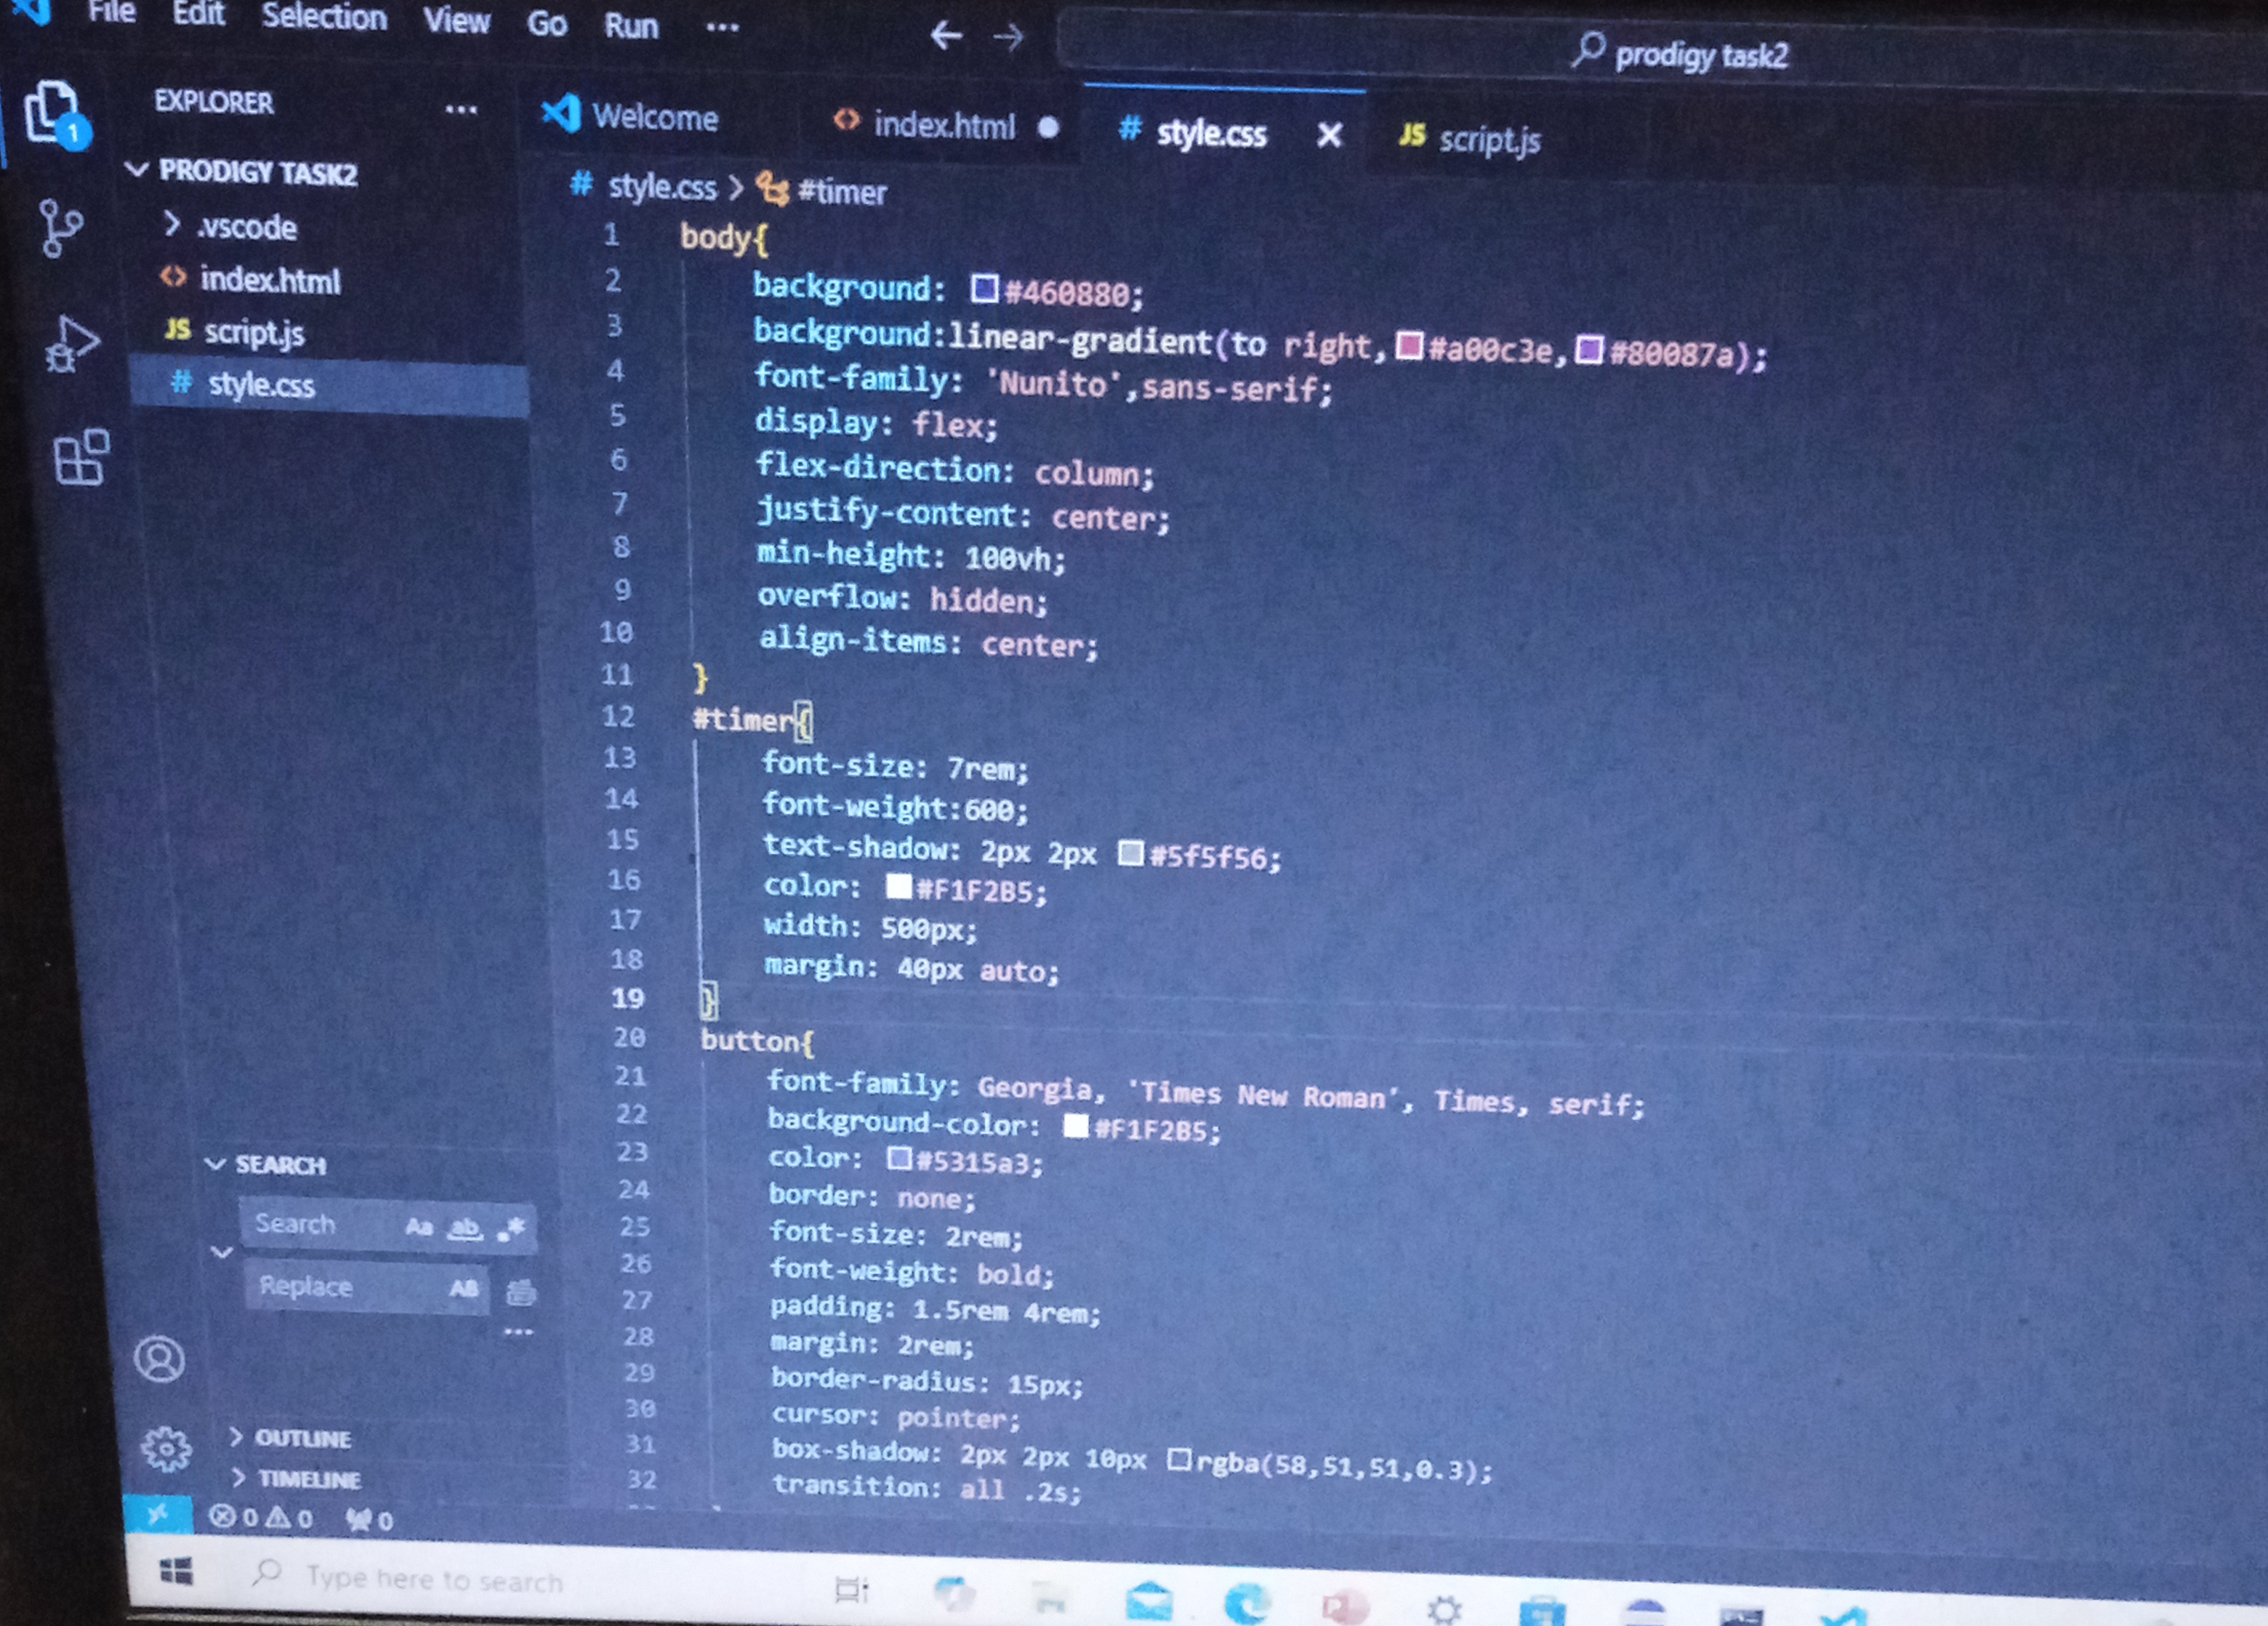 File Edit Selection View Go Run ...
prodigy task2
EXPLORER ...
PRODIGY TASK2
.vscode
index.html
JS script.js
# style.css
Welcome
index.html
# style.css
JS script.js
# style.css > #timer
1 body{
2 background: #460880;
3 background:linear-gradient(to right,#a00c3e,#80087a);
4 font-family: 'Nunito',sans-serif;
5 display: flex;
6 flex-direction: column;
7 justify-content: center;
8 min-height: 100vh;
9 overflow: hidden;
10 align-items: center;
11 }
12 #timer{
13 font-size: 7rem;
14 font-weight:600;
15 text-shadow: 2px 2px #5f5f56;
16 color: #F1F2B5;
17 width: 500px;
18 margin: 40px auto;
19 }
20 button{
21 font-family: Georgia, 'Times New Roman', Times, serif;
22 background-color: #F1F2B5;
23 color: #5315a3;
24 border: none;
25 font-size: 2rem;
26 font-weight: bold;
27 padding: 1.5rem 4rem;
28 margin: 2rem;
29 border-radius: 15px;
30 cursor: pointer;
31 box-shadow: 2px 2px 10px rgba(58,51,51,0.3);
32 transition: all .2s;
1
SEARCH
Search Aa ab .*
Replace AB
...
OUTLINE
TIMELINE
0 0 0
Type here to search